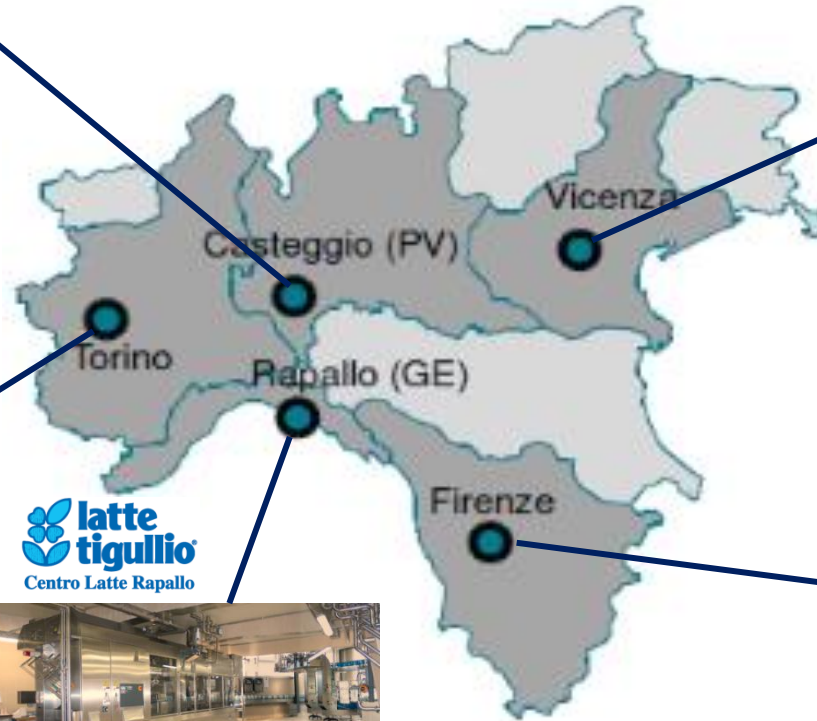 Vicenza
Casteggio (PV)
Torino
Rapallo (GE)
Firenze
latte
tigullio
Centro Latte Rapallo